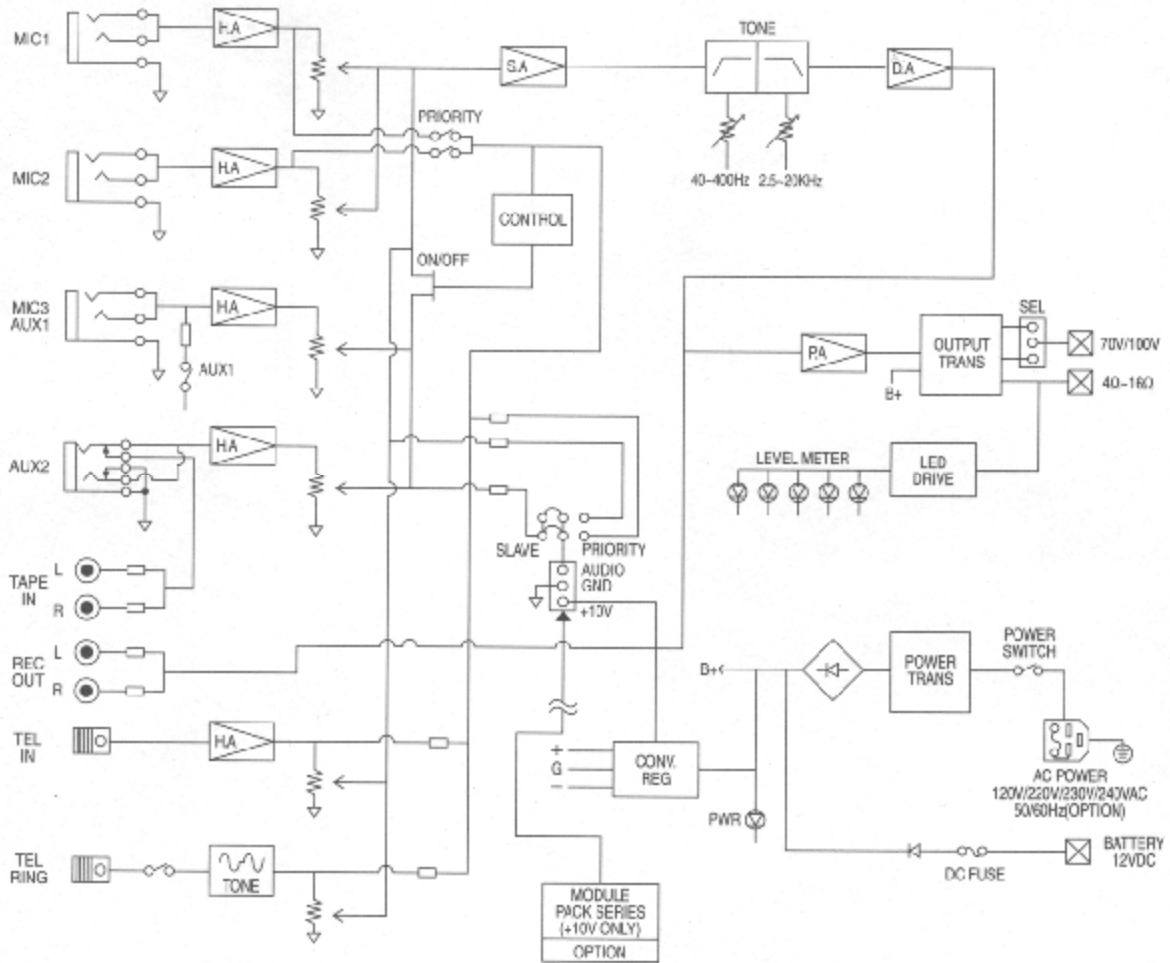 MIC1
H.A
S.A
TONE
D.A
PRIORITY
MIC2
H.A
40~400Hz
2.5~20KHz
CONTROL
ON/OFF
MIC3
AUX1
H.A
AUX1
SEL
P.A
OUTPUT
TRANS
B+
70V/100V
4Ω~16Ω
AUX2
H.A
LEVEL METER
LED
DRIVE
SLAVE
PRIORITY
AUDIO
GND
+10V
TAPE
IN
L
R
REC
OUT
L
R
B+<
POWER
TRANS
POWER
SWITCH
TEL
IN
H.A
+
G
−
CONV.
REG
AC POWER
120V/220V/230V/240VAC
50/60Hz(OPTION)
PWR
TEL
RING
TONE
DC FUSE
BATTERY
12VDC
MODULE
PACK SERIES
(+10V ONLY)
OPTION